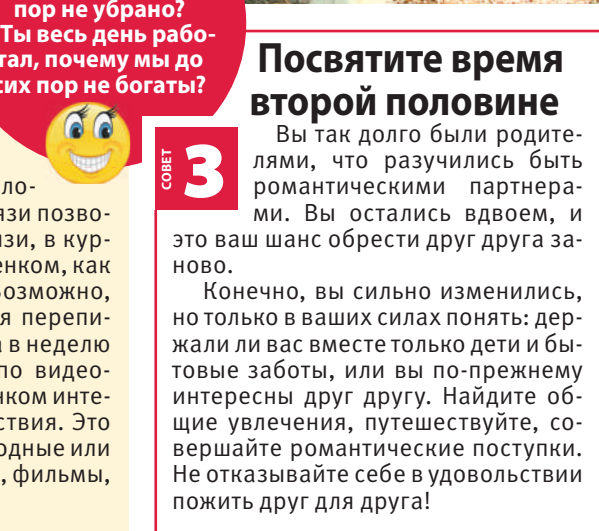 пор не убрано?
Ты весь день рабо-
тал, почему мы до
сих пор не богаты?
ло-
язи позво-
зи, в кур-
енком, как
Возможно,
я перепи-
а в неделю
по видео-
нком инте-
ствия. Это
одные или
, фильмы,
Посвятите время
второй половине
СОВЕТ
3
Вы так долго были родите-
лями, что разучились быть
романтическими партнера-
ми. Вы остались вдвоем, и
это ваш шанс обрести друг друга за-
ново.
Конечно, вы сильно изменились,
но только в ваших силах понять: дер-
жали ли вас вместе только дети и бы-
товые заботы, или вы по-прежнему
интересны друг другу. Найдите об-
щие увлечения, путешествуйте, со-
вершайте романтические поступки.
Не отказывайте себе в удовольствии
пожить друг для друга!